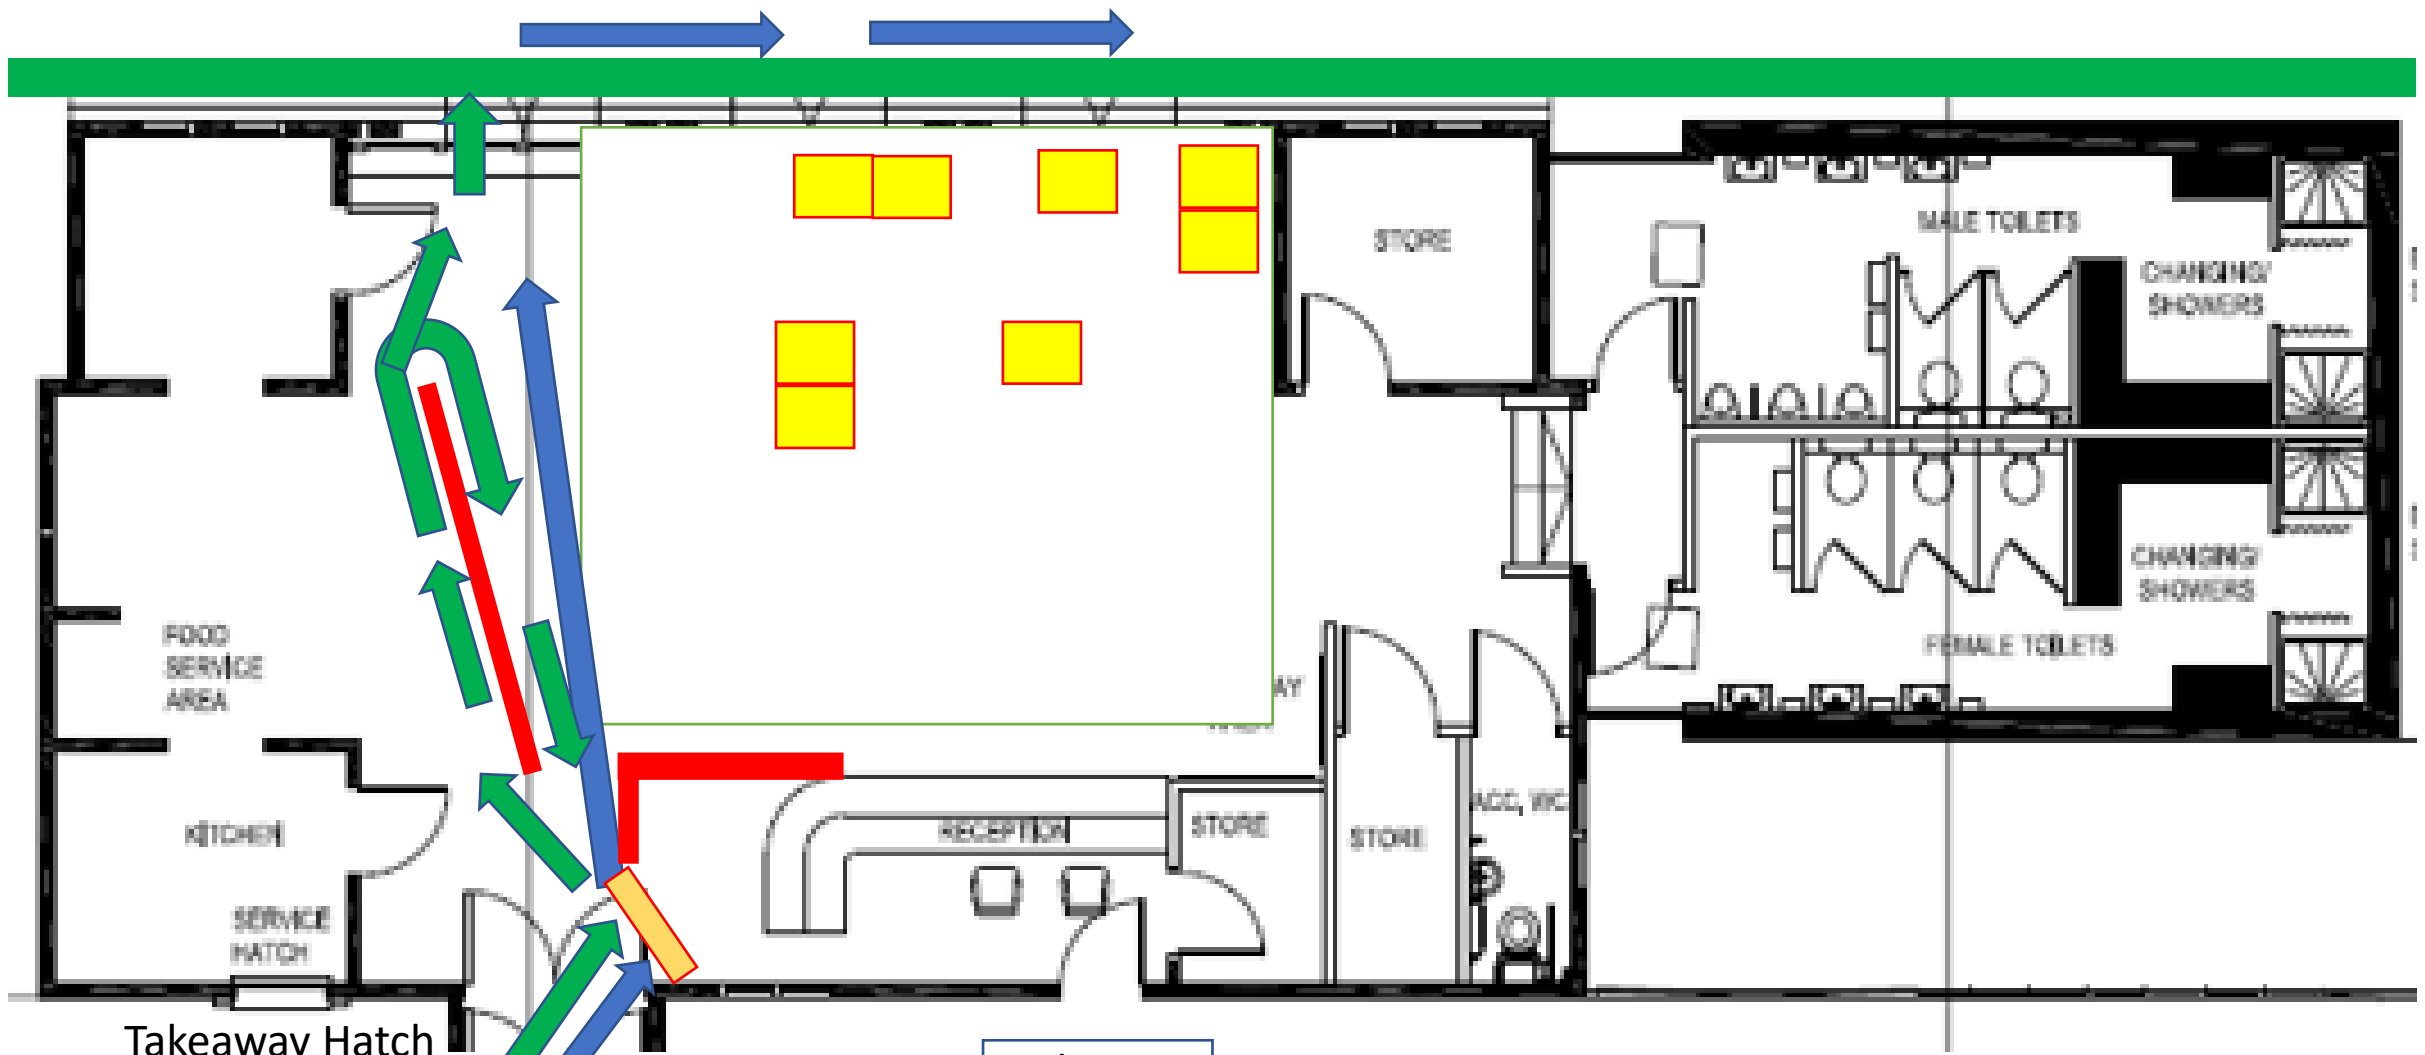 STORE
MALE TOILETS
CHANGING/
SHOWERS
FOOD
SERVICE
AREA
CHANGING/
SHOWERS
FEMALE TOILETS
AY
KITCHEN
RECEPTION
STORE
STORE
ACC, WC
SERVICE
HATCH
Takeaway Hatch